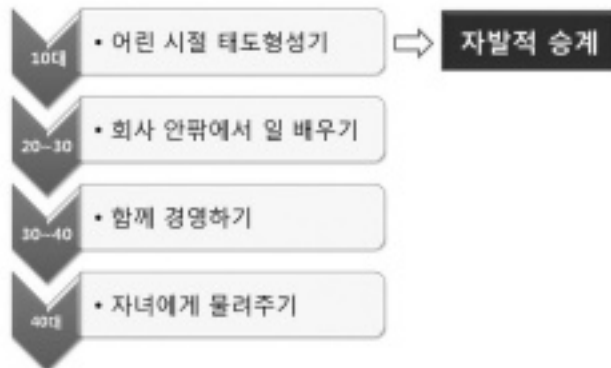 10대
• 어린 시절 태도형성기
자발적 승계
20~30
• 회사 안팎에서 일 배우기
30~40
• 함께 경영하기
40대
• 자녀에게 물려주기